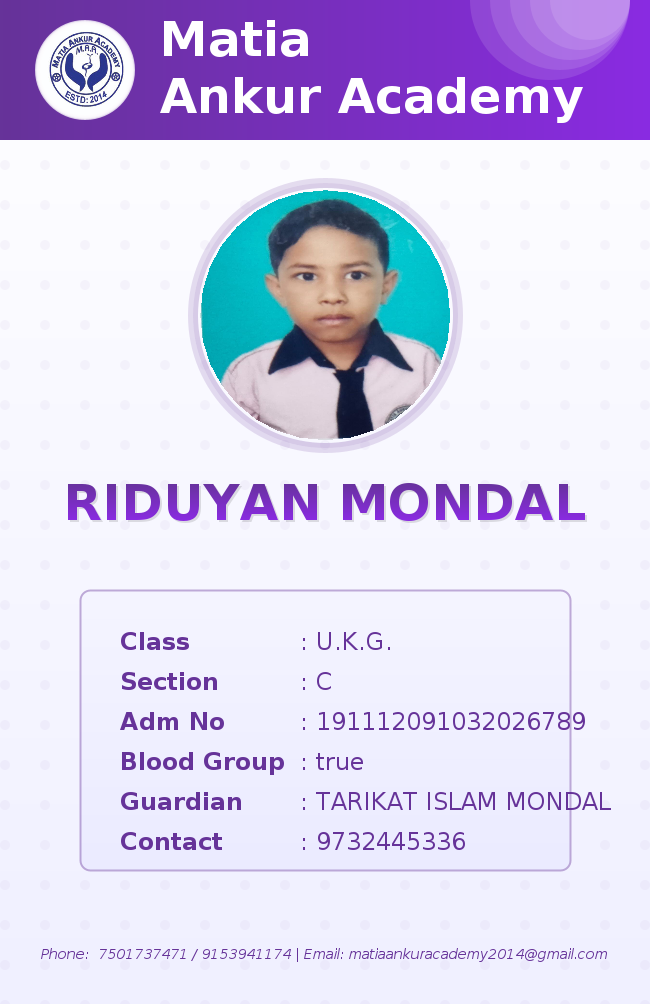 Matia
Ankur Academy
MATIA ANKUR ACADEMY
M.A.A.
ESTD: 2014
RIDUYAN MONDAL
Class : U.K.G.
Section : C
Adm No : 191112091032026789
Blood Group : true
Guardian : TARIKAT ISLAM MONDAL
Contact : 9732445336
Phone: 7501737471 / 9153941174 | Email: matiaankuracademy2014@gmail.com